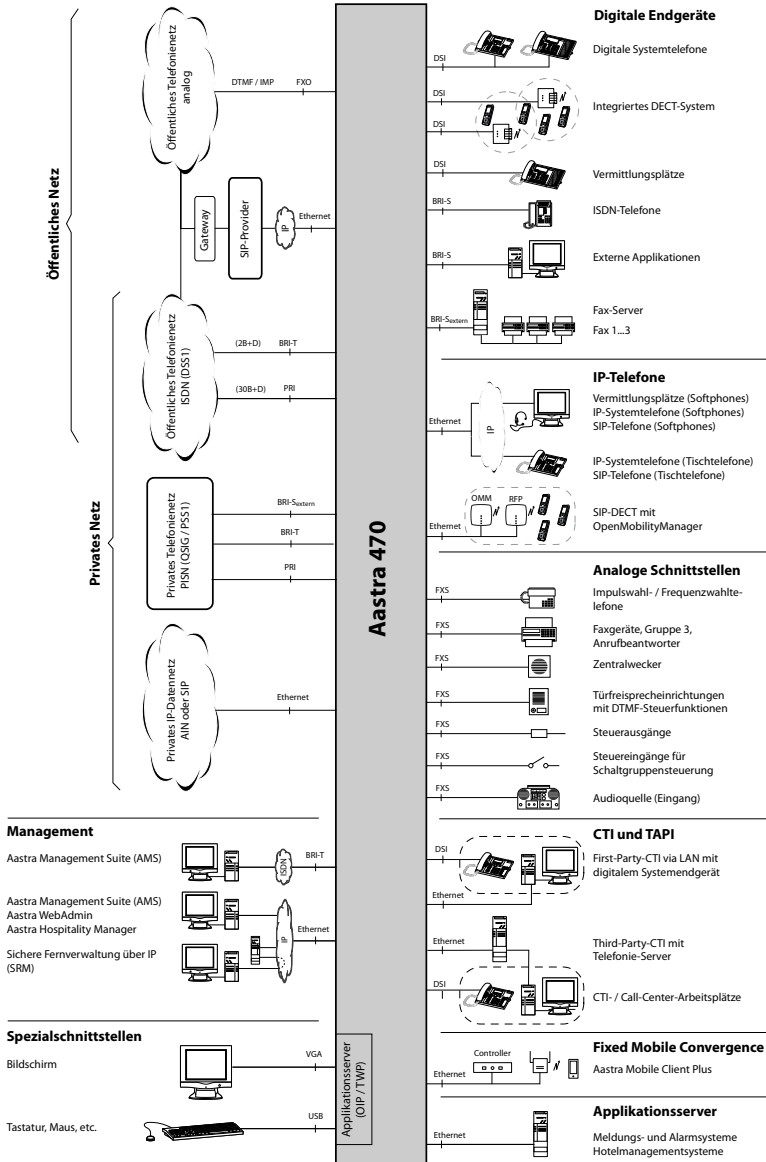 Öffentliches Netz
Privates Netz
Öffentliches Telefonienetz
analog
DTMF / IMP
FXO
Gateway
SIP-Provider
IP
Ethernet
Öffentliches Telefonienetz
ISDN (DSS1)
(2B+D)
BRI-T
(30B+D)
PRI
Privates Telefonienetz
PISN (QSIG / PSS1)
BRI-Sextern
BRI-T
PRI
Privates IP-Datennetz
AIN oder SIP
Ethernet
Management
Aastra Management Suite (AMS)
ISDN
BRI-T
Aastra Management Suite (AMS)
Aastra WebAdmin
Aastra Hospitality Manager
Sichere Fernverwaltung über IP
(SRM)
IP
Ethernet
Spezialschnittstellen
Bildschirm
VGA
Tastatur, Maus, etc.
USB
Applikationsserver
(OIP / TWP)
Aastra 470
Digitale Endgeräte
DSI
Digitale Systemtelefone
DSI
DSI
Integriertes DECT-System
DSI
Vermittlungsplätze
BRI-S
ISDN-Telefone
BRI-S
Externe Applikationen
BRI-Sextern
Fax-Server
Fax 1...3
IP-Telefone
Ethernet
IP
Vermittlungsplätze (Softphones)
IP-Systemtelefone (Softphones)
SIP-Telefone (Softphones)
IP-Systemtelefone (Tischtelefone)
SIP-Telefone (Tischtelefone)
Ethernet
OMM
RFP
SIP-DECT mit
OpenMobilityManager
Analoge Schnittstellen
FXS
Impulswahl- / Frequenzwahlte-
lefone
FXS
Faxgeräte, Gruppe 3,
Anrufbeantworter
FXS
Zentralwecker
FXS
Türfreisprecheinrichtungen
mit DTMF-Steuerfunktionen
FXS
Steuerausgänge
FXS
Steuereingänge für
Schaltgruppensteuerung
FXS
Audioquelle (Eingang)
CTI und TAPI
DSI
Ethernet
First-Party-CTI via LAN mit
digitalem Systemendgerät
Ethernet
Third-Party-CTI mit
Telefonie-Server
DSI
CTI- / Call-Center-Arbeitsplätze
Fixed Mobile Convergence
Ethernet
Controller
Aastra Mobile Client Plus
Applikationsserver
Ethernet
Meldungs- und Alarmsysteme
Hotelmanagementsysteme